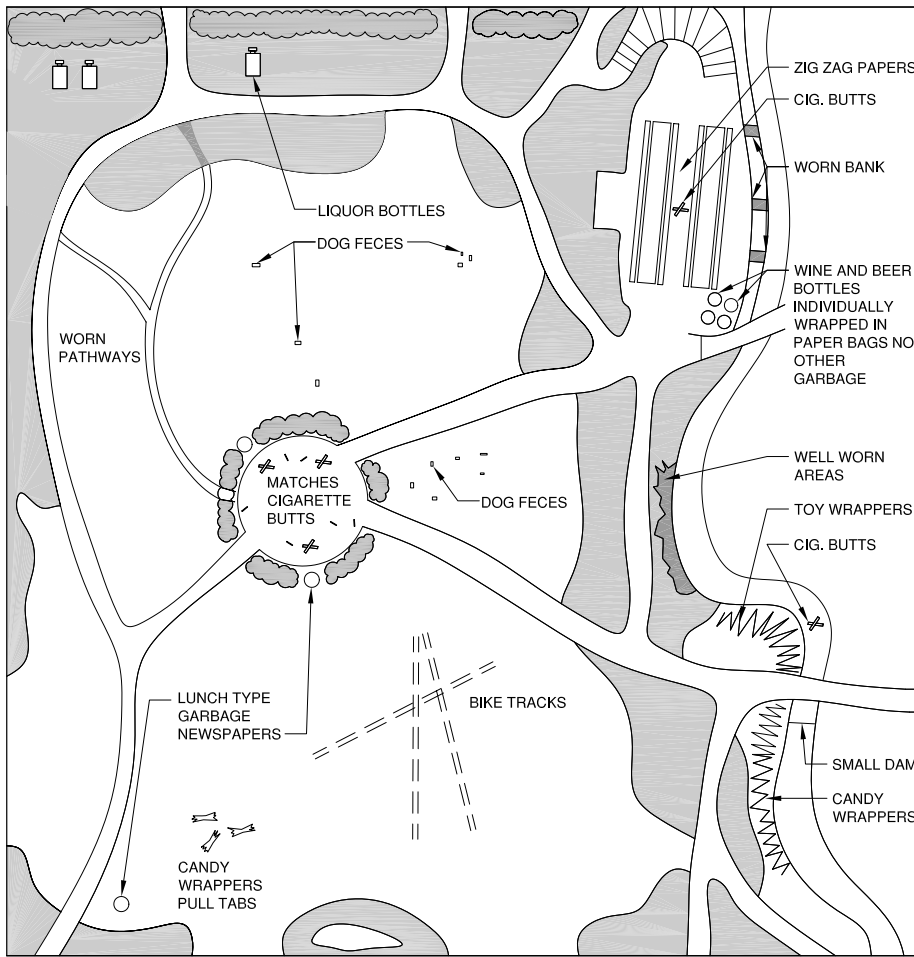 ZIG ZAG PAPERS
CIG. BUTTS
WORN BANK
LIQUOR BOTTLES
DOG FECES
WINE AND BEER
BOTTLES
INDIVIDUALLY
WRAPPED IN
PAPER BAGS NO
OTHER
GARBAGE
WORN
PATHWAYS
WELL WORN
AREAS
MATCHES
CIGARETTE
BUTTS
DOG FECES
TOY WRAPPERS
CIG. BUTTS
LUNCH TYPE
GARBAGE
NEWSPAPERS
BIKE TRACKS
SMALL DAM
CANDY
WRAPPERS
CANDY
WRAPPERS
PULL TABS